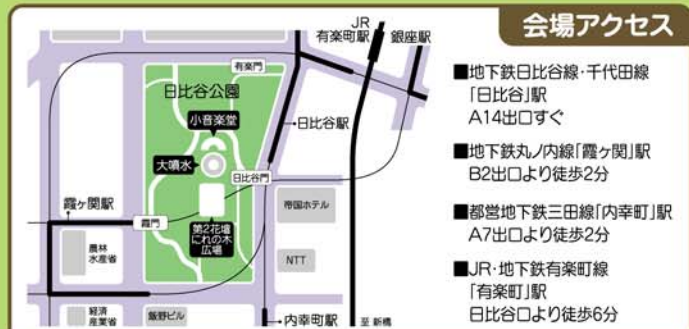 会場アクセス
JR
有楽町駅
銀座駅
有楽門
日比谷公園
小音楽堂
日比谷駅
大噴水
日比谷門
霞ヶ関駅
霞門
帝国ホテル
第2花壇
にれの木
広場
農林
水産省
NTT
経済
産業省
飯野ビル
内幸町駅
至 新橋
■地下鉄日比谷線・千代田線
「日比谷」駅
A14出口すぐ
■地下鉄丸ノ内線「霞ヶ関」駅
B2出口より徒歩2分
■都営地下鉄三田線「内幸町」駅
A7出口より徒歩2分
■JR・地下鉄有楽町線
「有楽町」駅
日比谷口より徒歩6分